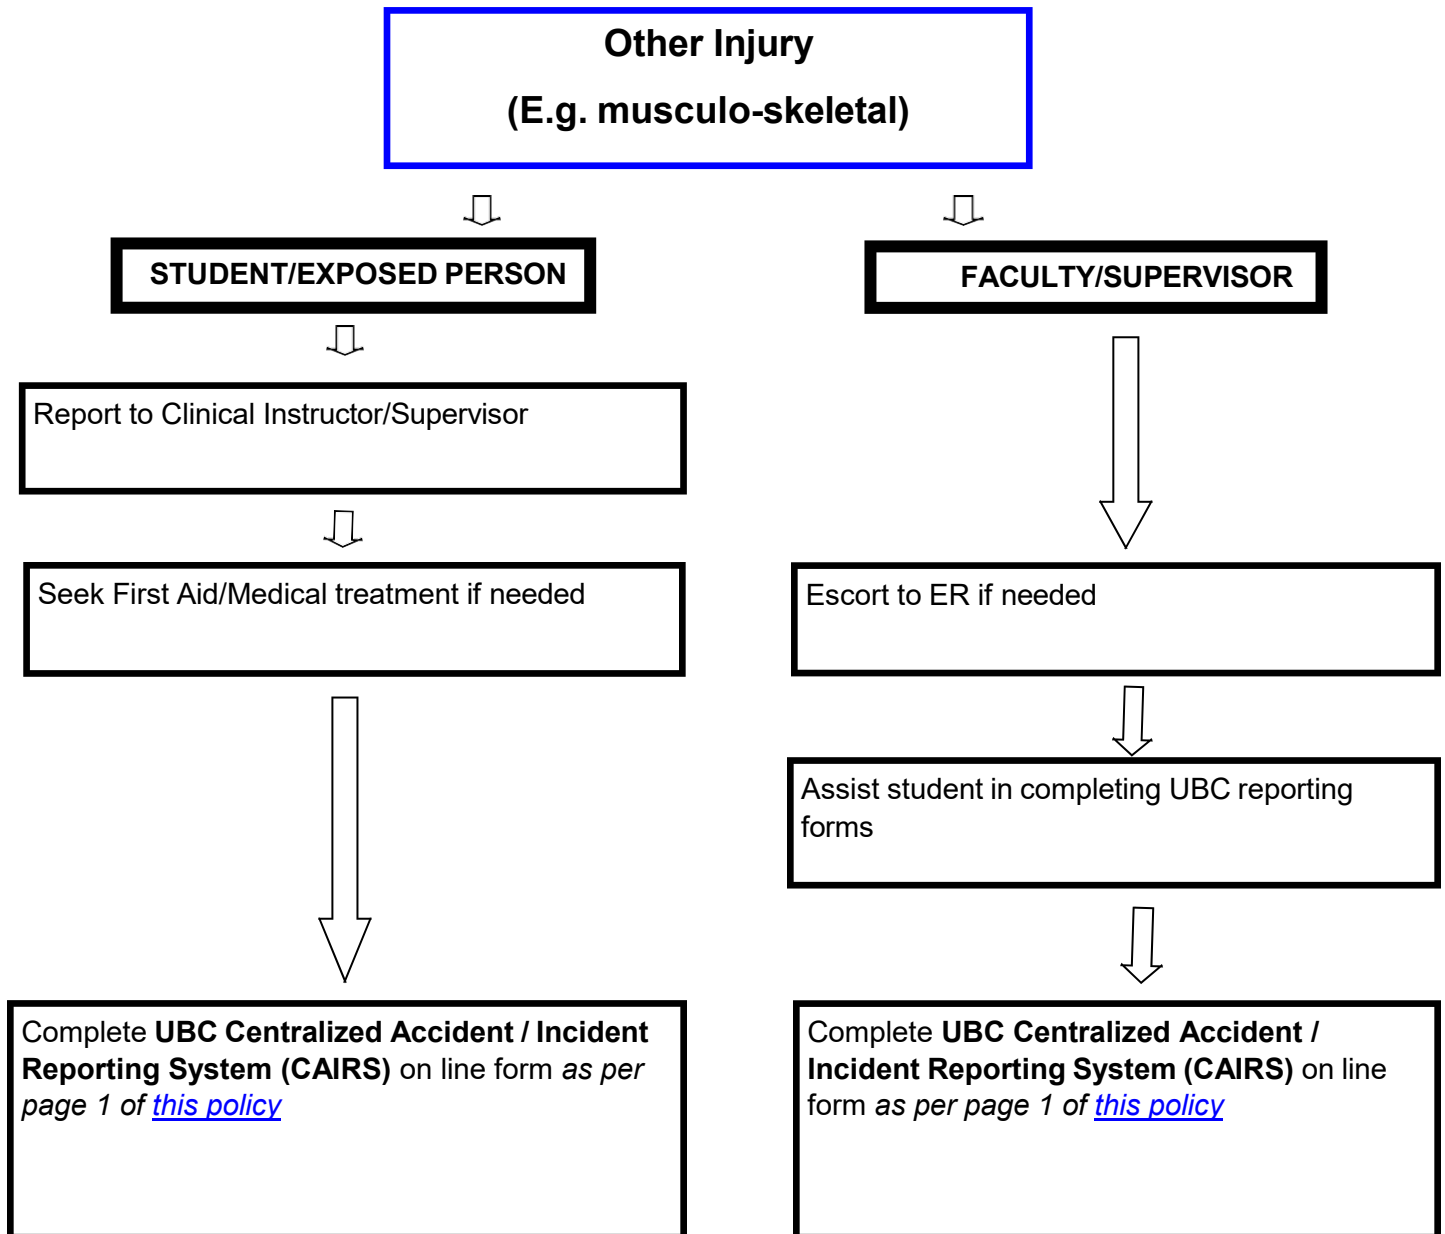 Other Injury
(E.g. musculo-skeletal)
STUDENT/EXPOSED PERSON
FACULTY/SUPERVISOR
Report to Clinical Instructor/Supervisor
Seek First Aid/Medical treatment if needed
Escort to ER if needed
Assist student in completing UBC reporting
forms
Complete UBC Centralized Accident / Incident
Reporting System (CAIRS) on line form as per
page 1 of this policy
Complete UBC Centralized Accident /
Incident Reporting System (CAIRS) on line
form as per page 1 of this policy